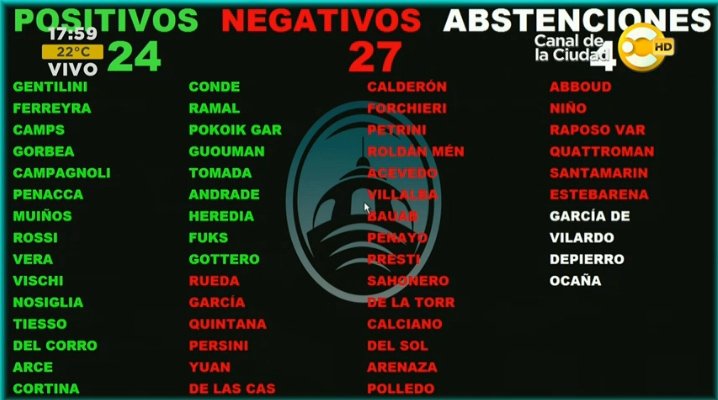 POSITIVOS NEGATIVOS ABSTENCIONES
17:59
22°C
VIVO
24 27 4
Canal de
la Ciudad
HD
GENTILINI CONDE CALDERÓN ABBOUD
FERREYRA RAMAL FORCHIERI NIÑO
CAMPS POKOIK GAR PETRINI RAPOSO VAR
GORBEA GUOUMAN ROLDÁN MÉN QUATTROMAN
CAMPAGNOLI TOMADA ACEVEDO SANTAMARIN
PENACCA ANDRADE VILLALBA ESTEBARENA
MUIÑOS HEREDIA BAUAB GARCÍA DE
ROSSI FUKS PENAYO VILARDO
VERA GOTTERO PRESTI DEPIERRO
VISCHI RUEDA SAHONERO OCAÑA
NOSIGLIA GARCÍA DE LA TORR
TIESSO QUINTANA CALCIANO
DEL CORRO PERSINI DEL SOL
ARCE YUAN ARENAZA
CORTINA DE LAS CAS POLLEDO